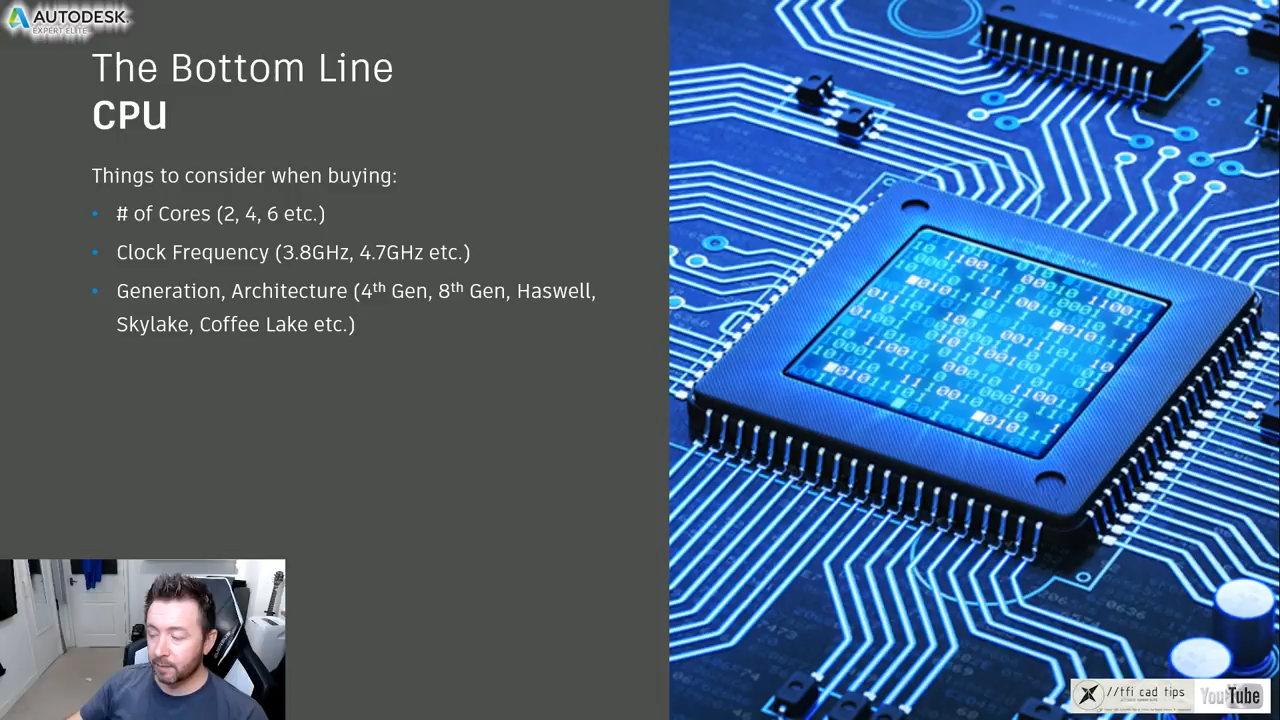 AUTODESK.
EXPERT ELITE
The Bottom Line
CPU
Things to consider when buying:
• # of Cores (2, 4, 6 etc.)
• Clock Frequency (3.8GHz, 4.7GHz etc.)
• Generation, Architecture (4th Gen, 8th Gen, Haswell,
Skylake, Coffee Lake etc.)
//tfi cad tips
YouTube